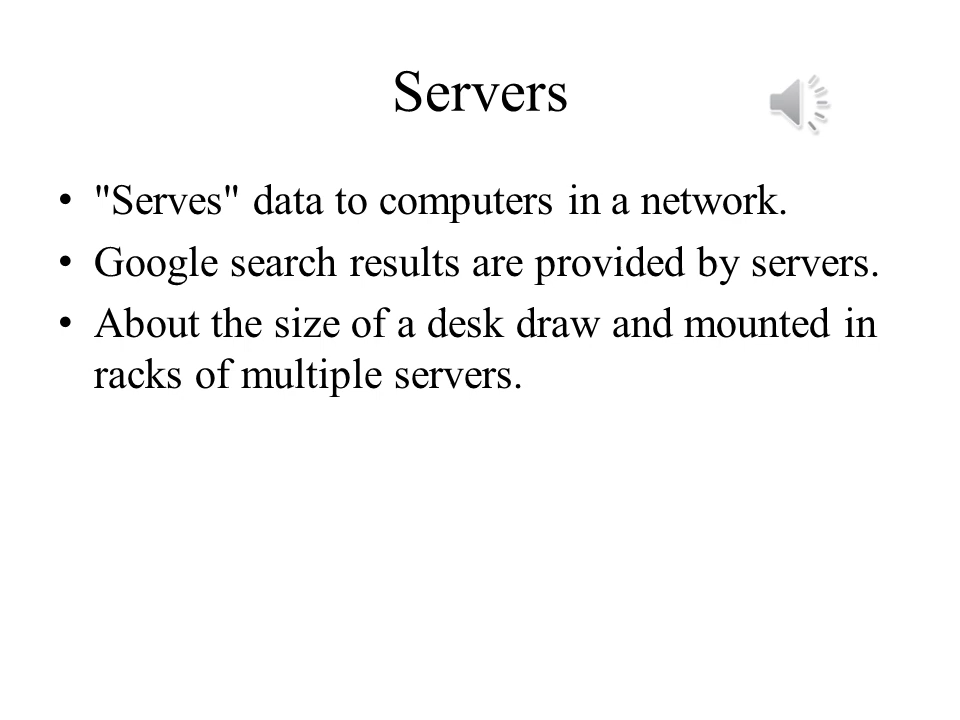 Servers
• "Serves" data to computers in a network.
• Google search results are provided by servers.
• About the size of a desk draw and mounted in
racks of multiple servers.